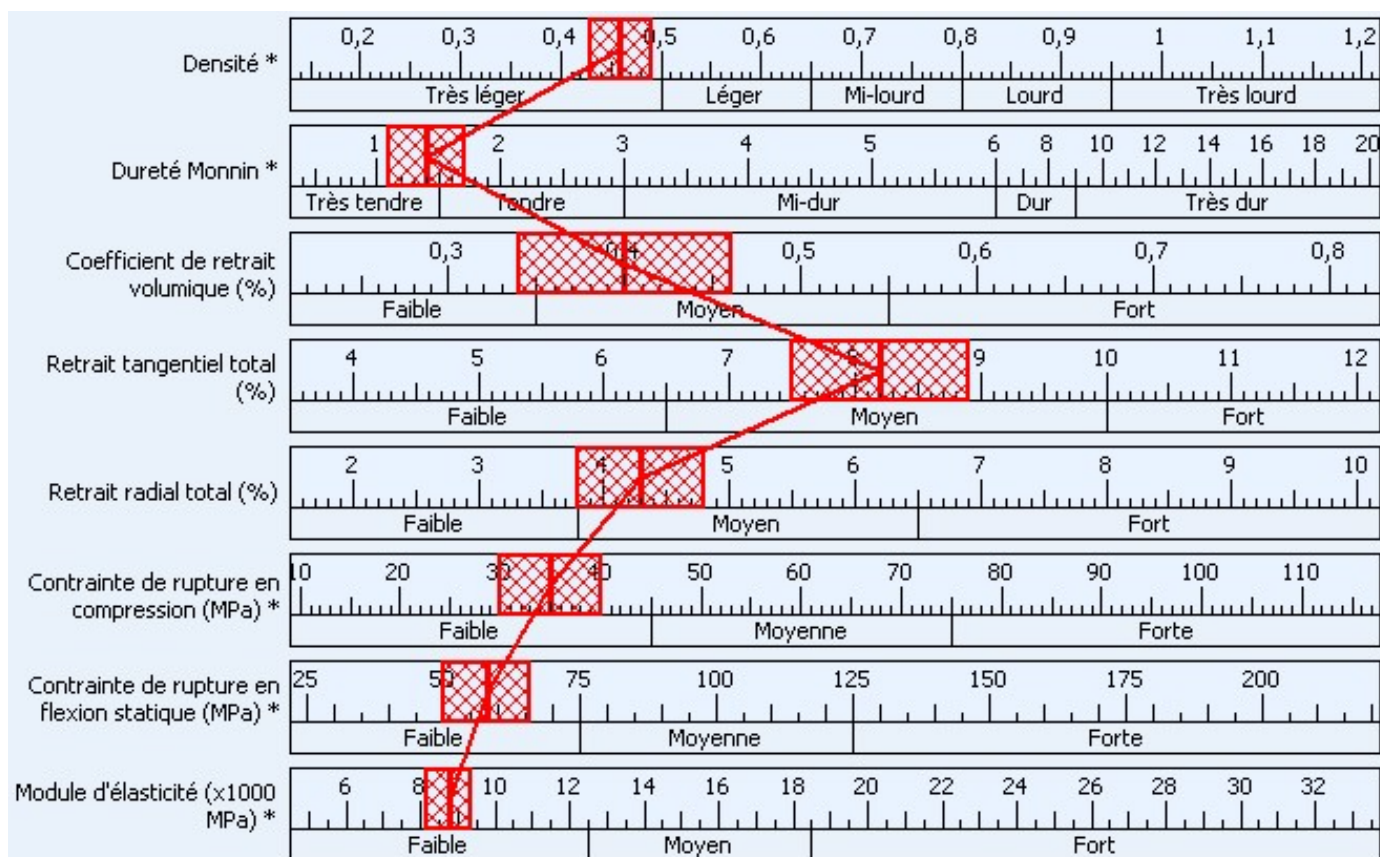 0,2 0,3 0,4 0,5 0,6 0,7 0,8 0,9 1 1,1 1,2
Densité *
Très léger Léger Mi-lourd Lourd Très lourd
1 2 3 4 5 6 8 10 12 14 16 18 20
Dureté Monnin *
Très tendre Tendre Mi-dur Dur Très dur
0,3 0,4 0,5 0,6 0,7 0,8
Coefficient de retrait
volumique (%)
Faible Moyen Fort
4 5 6 7 8 9 10 11 12
Retrait tangentiel total
(%)
Faible Moyen Fort
2 3 4 5 6 7 8 9 10
Retrait radial total (%)
Faible Moyen Fort
10 20 30 40 50 60 70 80 90 100 110
Contrainte de rupture en
compression (MPa) *
Faible Moyenne Forte
25 50 75 100 125 150 175 200
Contrainte de rupture en
flexion statique (MPa) *
Faible Moyenne Forte
6 8 10 12 14 16 18 20 22 24 26 28 30 32
Module d'élasticité (x1000
MPa) *
Faible Moyen Fort